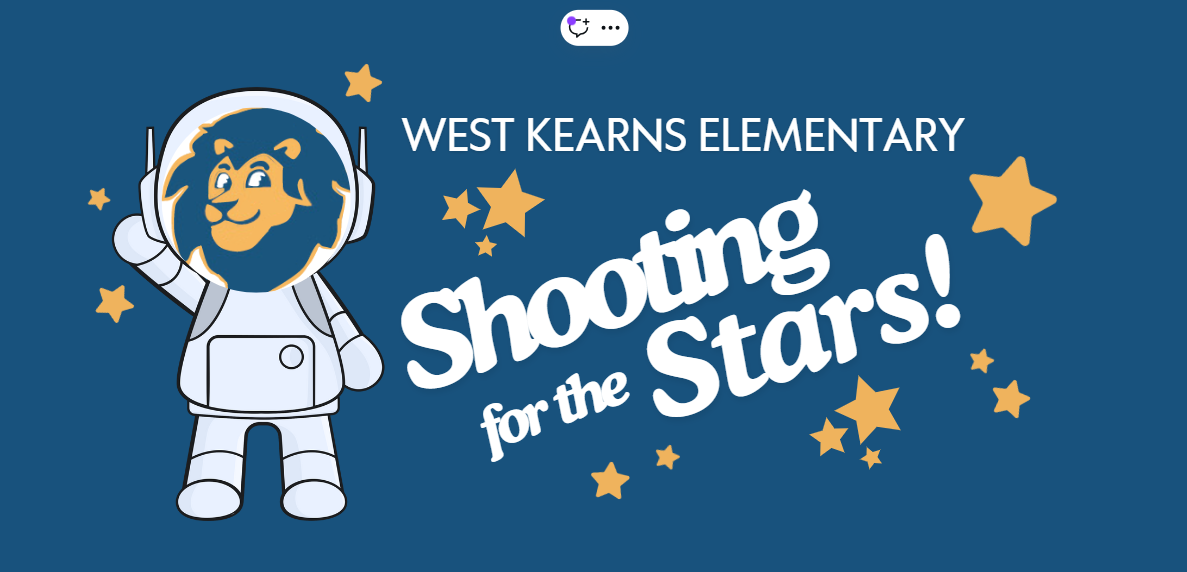 WEST KEARNS ELEMENTARY
Shooting
for the Stars!